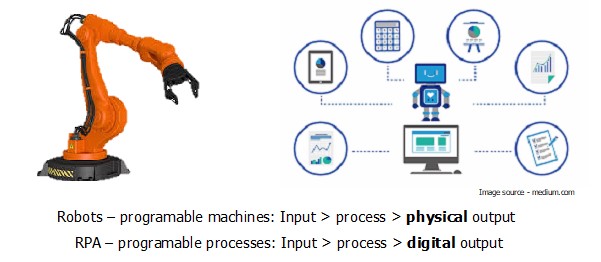 Image source - medium.com
Robots – programable machines: Input > process > physical output
RPA – programable processes: Input > process > digital output